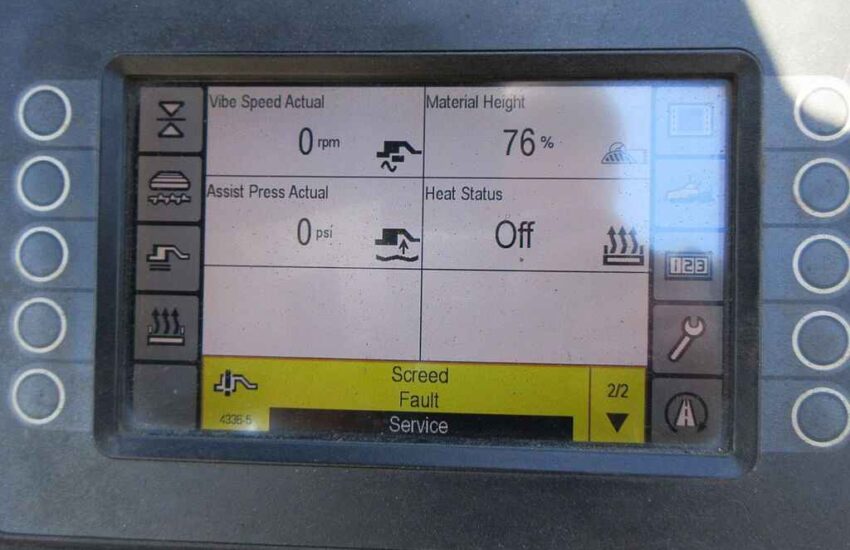 Vibe Speed Actual
0 rpm
Material Height
76 %
Assist Press Actual
0 psi
Heat Status
Off
123
Screed
Fault
4336-5
2/2
Service